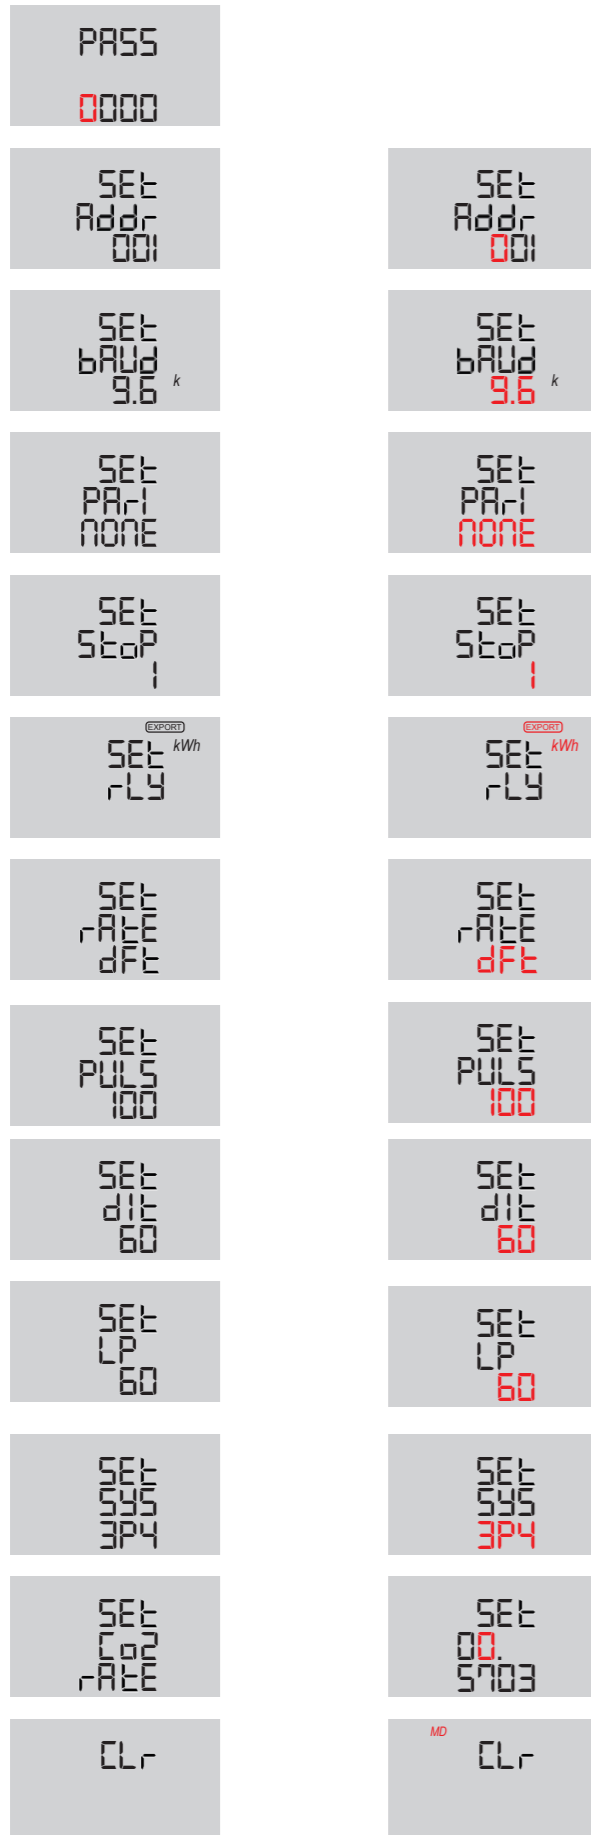 PASS
0000
SEt
Addr
001
SEt
Addr
001
SEt
bAUd
9.6 k
SEt
bAUd
9.6 k
SEt
PArI
NONE
SEt
PArI
NONE
SEt
StoP
1
SEt
StoP
1
EXPORT
SEt kWh
rLY
EXPORT
SEt kWh
rLY
SEt
rAtE
dFt
SEt
rAtE
dFt
SEt
PULS
100
SEt
PULS
100
SEt
dIt
60
SEt
dIt
60
SEt
LP
60
SEt
LP
60
SEt
SYS
3P4
SEt
SYS
3P4
SEt
Co2
rAtE
SEt
00.
5703
CLr
MD
CLr